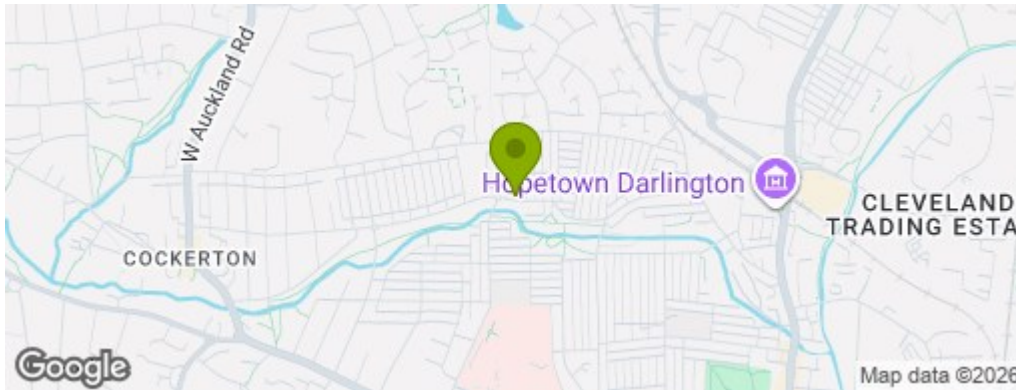 W Auckland Rd
Hopetown Darlington
CLEVELAND
TRADING ESTA
COCKERTON
Google
Map data ©2026